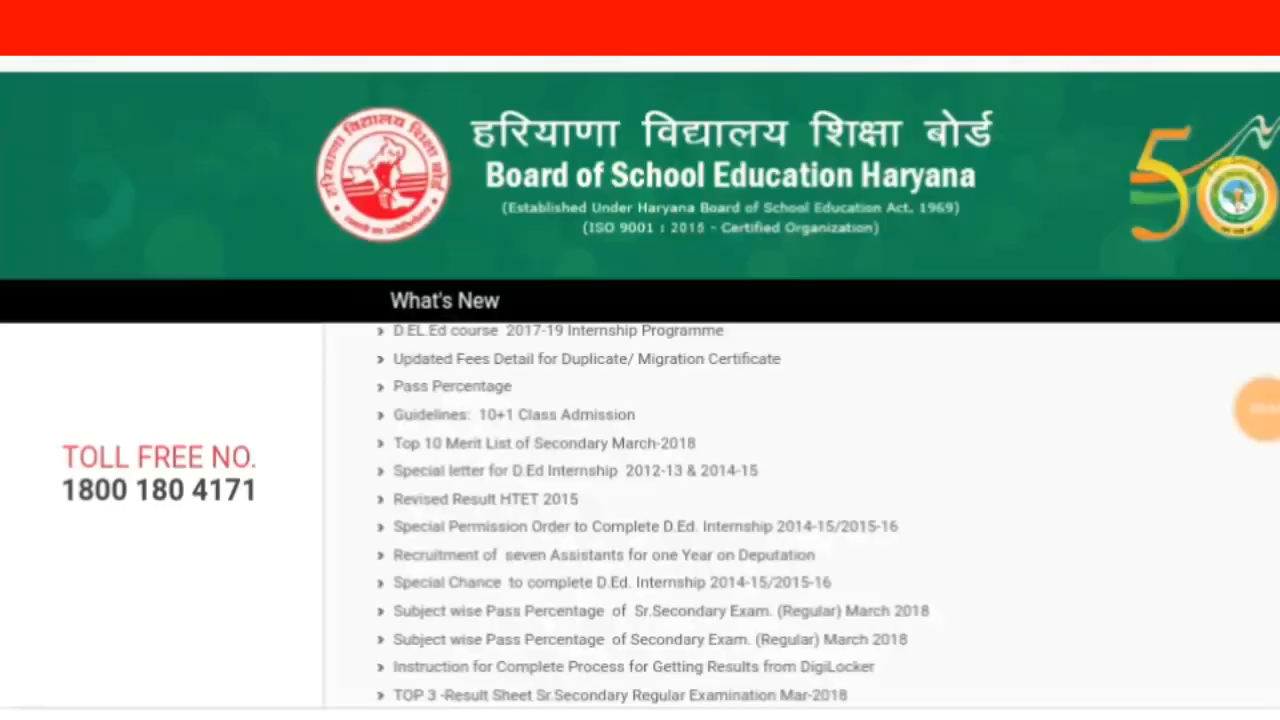 हरियाणा विद्यालय शिक्षा बोर्ड
Board of School Education Haryana
(Established Under Haryana Board of School Education Act, 1969)
(ISO 9001 : 2015 - Certified Organization)
हरियाणा विद्यालय शिक्षा बोर्ड
50
What's New
D.EL.Ed course 2017-19 Internship Programme
Updated Fees Detail for Duplicate/ Migration Certificate
Pass Percentage
Guidelines: 10+1 Class Admission
Top 10 Merit List of Secondary March-2018
Special letter for D.Ed Internship 2012-13 & 2014-15
Revised Result HTET 2015
Special Permission Order to Complete D.Ed. Internship 2014-15/2015-16
Recruitment of seven Assistants for one Year on Deputation
Special Chance to complete D.Ed. Internship 2014-15/2015-16
Subject wise Pass Percentage of Sr.Secondary Exam. (Regular) March 2018
Subject wise Pass Percentage of Secondary Exam. (Regular) March 2018
Instruction for Complete Process for Getting Results from DigiLocker
TOP 3 -Result Sheet Sr.Secondary Regular Examination Mar-2018
TOLL FREE NO.
1800 180 4171